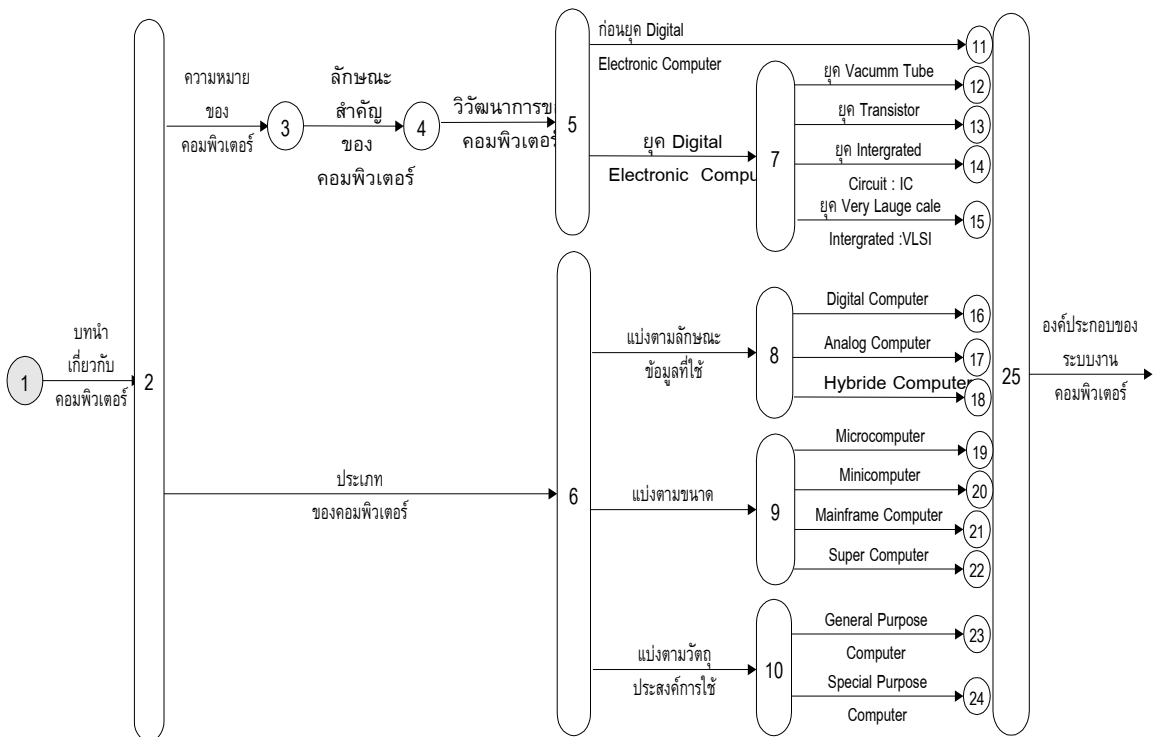 บทนำ
เกี่ยวกับ
คอมพิวเตอร์
1
2
ความหมาย
ของ
คอมพิวเตอร์
3
ลักษณะ
สำคัญ
ของ
คอมพิวเตอร์
4
วิวัฒนาการข
คอมพิวเตอร์
5
ก่อนยุค Digital
Electronic Computer
11
ยุค Digital
Electronic Compu
7
ยุค Vacumm Tube
12
ยุค Transistor
13
ยุค Intergrated
Circuit : IC
14
ยุค Very Lauge cale
Intergrated :VLSI
15
ประเภท
ของคอมพิวเตอร์
6
แบ่งตามลักษณะ
ข้อมูลที่ใช้
8
Digital Computer
16
Analog Computer
17
Hybride Computer
18
แบ่งตามขนาด
9
Microcomputer
19
Minicomputer
20
Mainframe Computer
21
Super Computer
22
แบ่งตามวัตถุ
ประสงค์การใช้
10
General Purpose
Computer
23
Special Purpose
Computer
24
25
องค์ประกอบของ
ระบบงาน
คอมพิวเตอร์